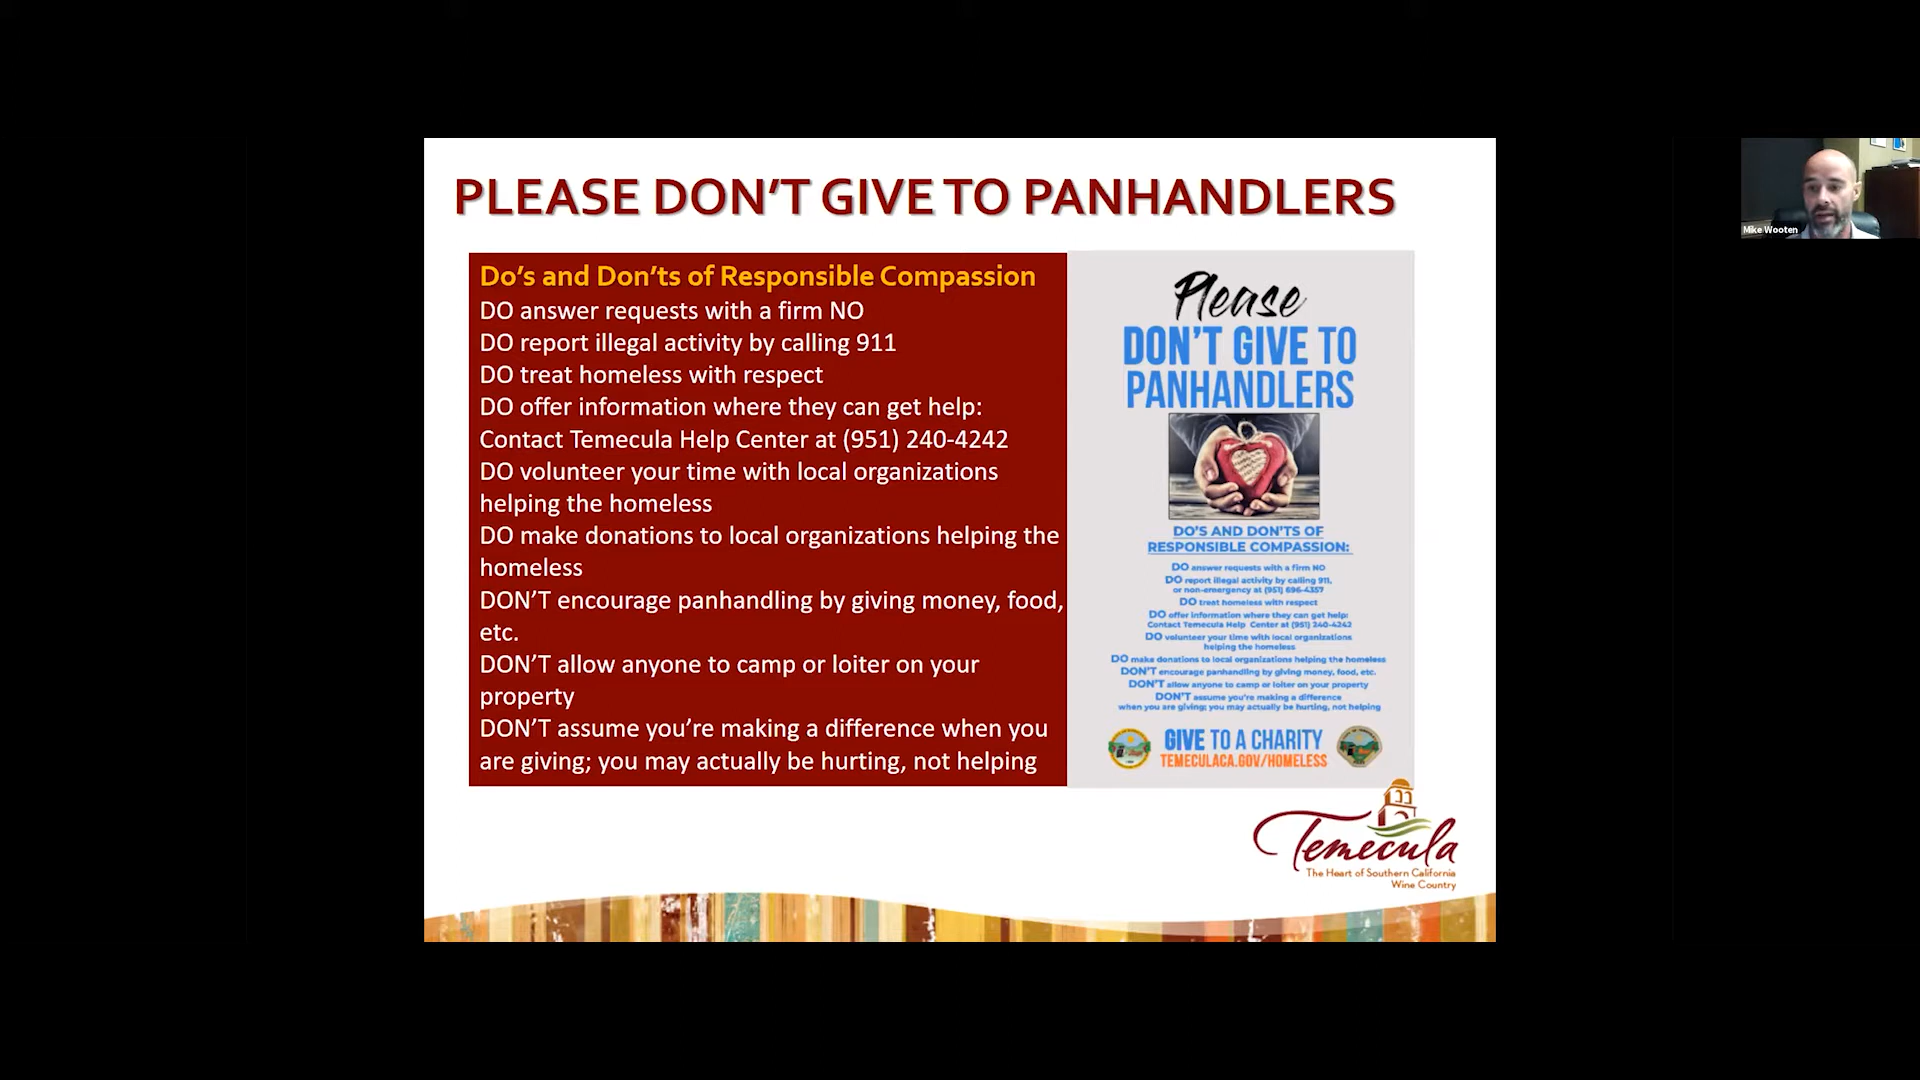 PLEASE DON'T GIVE TO PANHANDLERS
Do's and Don'ts of Responsible Compassion
DO answer requests with a firm NO
DO report illegal activity by calling 911
DO treat homeless with respect
DO offer information where they can get help:
Contact Temecula Help Center at (951) 240-4242
DO volunteer your time with local organizations
helping the homeless
DO make donations to local organizations helping the
homeless
DON'T encourage panhandling by giving money, food,
etc.
DON'T allow anyone to camp or loiter on your
property
DON'T assume you're making a difference when you
are giving; you may actually be hurting, not helping
Please
DON'T GIVE TO
PANHANDLERS
DO'S AND DON'TS OF
RESPONSIBLE COMPASSION:
DO answer requests with a firm NO
DO report illegal activity by calling 911,
or non-emergency at (951) 696-4357
DO treat homeless with respect
DO offer information where they can get help:
Contact Temecula Help Center at (951) 240-4242
DO volunteer your time with local organizations
helping the homeless
DO make donations to local organizations helping the homeless
DON'T encourage panhandling by giving money, food, etc.
DON'T allow anyone to camp or loiter on your property
DON'T assume you're making a difference
when you are giving; you may actually be hurting, not helping
GIVE TO A CHARITY
TEMECULACA.GOV/HOMELESS
Temecula
The Heart of Southern California
Wine Country
Mike Wooten